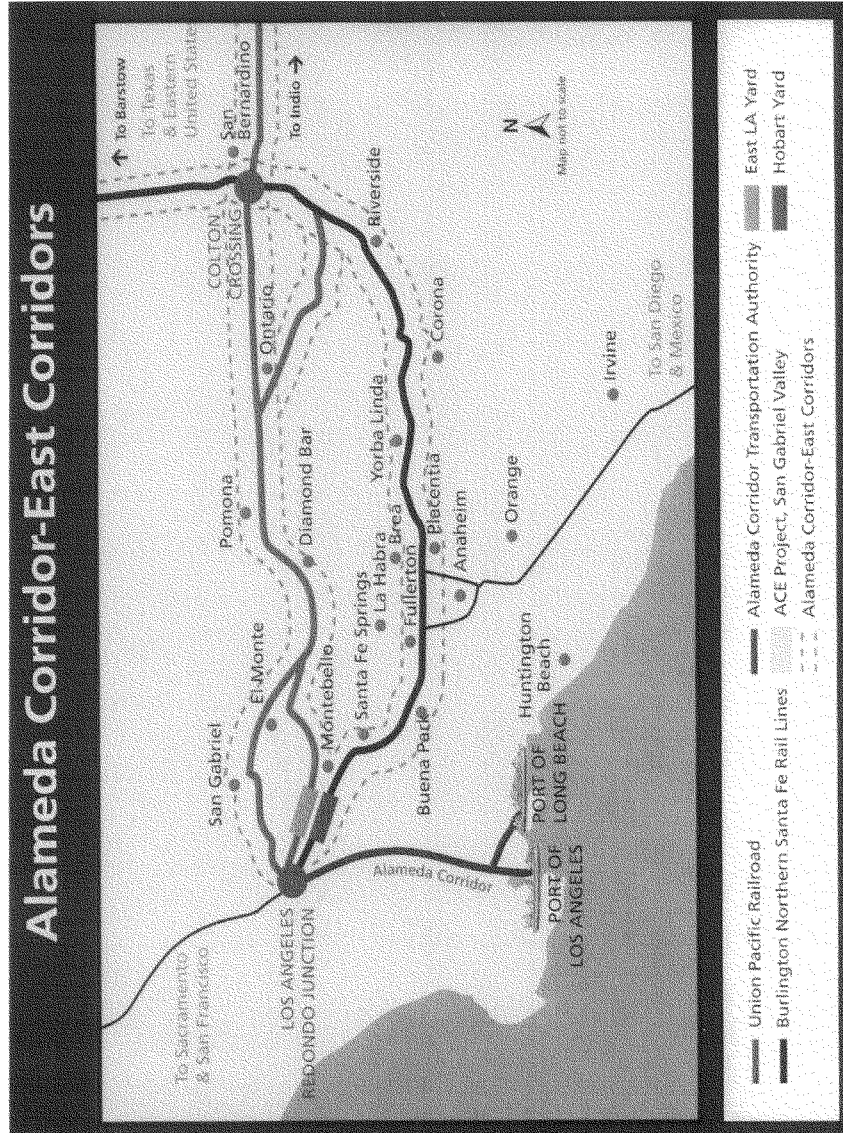 Alameda Corridor-East Corridors
↑ To Barstow
To Texas
& Eastern
United State
San
Bernardino
To Indio →
COLTON
CROSSING
Ontario
Riverside
N
Map not to scale
Pomona
Diamond Bar
Yorba Linda
Corona
San Gabriel
El Monte
Montebello
Santa Fe Springs
La Habra
Brea
Fullerton
Placentia
Anaheim
Orange
Irvine
To San Diego
& Mexico
Buena Park
Huntington
Beach
To Sacramento
& San Francisco
LOS ANGELES
REDONDO JUNCTION
Alameda Corridor
PORT OF
LONG BEACH
PORT OF
LOS ANGELES
Union Pacific Railroad
Burlington Northern Santa Fe Rail Lines
Alameda Corridor Transportation Authority
ACE Project, San Gabriel Valley
Alameda Corridor-East Corridors
East LA Yard
Hobart Yard